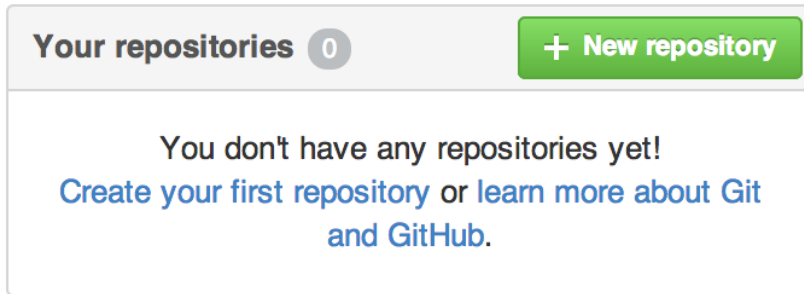 Your repositories 0
+ New repository
You don't have any repositories yet!
Create your first repository or learn more about Git
and GitHub.